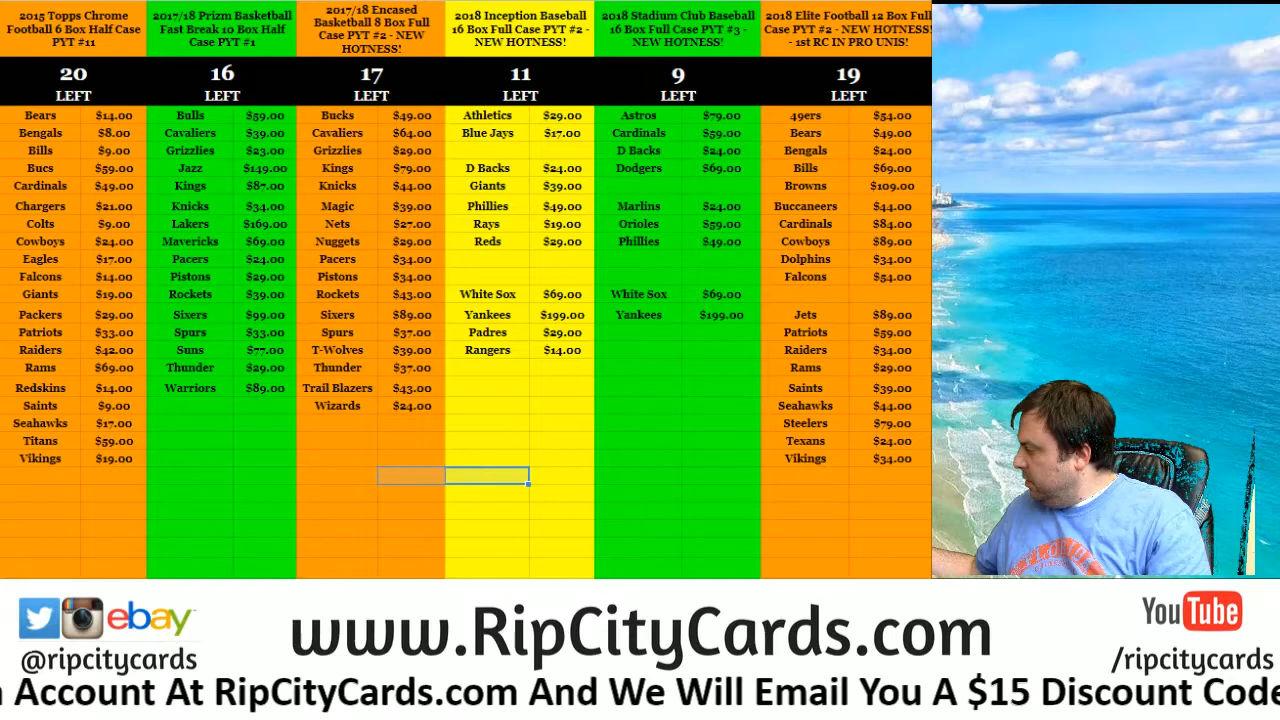 2015 Topps Chrome
Football 6 Box Half Case
PYT #11
20
LEFT
Bears $14.00
Bengals $8.00
Bills $9.00
Bucs $59.00
Cardinals $49.00
Chargers $21.00
Colts $9.00
Cowboys $24.00
Eagles $17.00
Falcons $14.00
Giants $19.00
Packers $29.00
Patriots $33.00
Raiders $42.00
Rams $69.00
Redskins $14.00
Saints $9.00
Seahawks $17.00
Titans $59.00
Vikings $19.00
2017/18 Prizm Basketball
Fast Break 10 Box Half
Case PYT #1
16
LEFT
Bulls $59.00
Cavaliers $39.00
Grizzlies $23.00
Jazz $149.00
Kings $87.00
Knicks $34.00
Lakers $169.00
Mavericks $69.00
Pacers $24.00
Pistons $29.00
Rockets $39.00
Sixers $99.00
Spurs $33.00
Suns $77.00
Thunder $29.00
Warriors $89.00
2017/18 Encased
Basketball 8 Box Full
Case PYT #2 - NEW
HOTNESS!
17
LEFT
Bucks $49.00
Cavaliers $64.00
Grizzlies $29.00
Kings $79.00
Knicks $44.00
Magic $39.00
Nets $27.00
Nuggets $29.00
Pacers $34.00
Pistons $34.00
Rockets $43.00
Sixers $89.00
Spurs $37.00
T-Wolves $39.00
Thunder $37.00
Trail Blazers $43.00
Wizards $24.00
2018 Inception Baseball
16 Box Full Case PYT #2 -
NEW HOTNESS!
11
LEFT
Athletics $29.00
Blue Jays $17.00
D Backs $24.00
Giants $39.00
Phillies $49.00
Rays $19.00
Reds $29.00
White Sox $69.00
Yankees $199.00
Padres $29.00
Rangers $14.00
2018 Stadium Club Baseball
16 Box Full Case PYT #3 -
NEW HOTNESS!
9
LEFT
Astros $79.00
Cardinals $59.00
D Backs $24.00
Dodgers $69.00
Marlins $24.00
Orioles $59.00
Phillies $49.00
White Sox $69.00
Yankees $199.00
2018 Elite Football 12 Box Full
Case PYT #2 - NEW HOTNESS!
- 1st RC IN PRO UNIS!
19
LEFT
49ers $54.00
Bears $49.00
Bengals $24.00
Bills $69.00
Browns $109.00
Buccaneers $44.00
Cardinals $84.00
Cowboys $89.00
Dolphins $34.00
Falcons $54.00
Jets $89.00
Patriots $59.00
Raiders $34.00
Rams $29.00
Saints $39.00
Seahawks $44.00
Steelers $79.00
Texans $24.00
Vikings $34.00
ebay
@ripcitycards
www.RipCityCards.com
YouTube
/ripcitycards
Account At RipCityCards.com And We Will Email You A $15 Discount Code